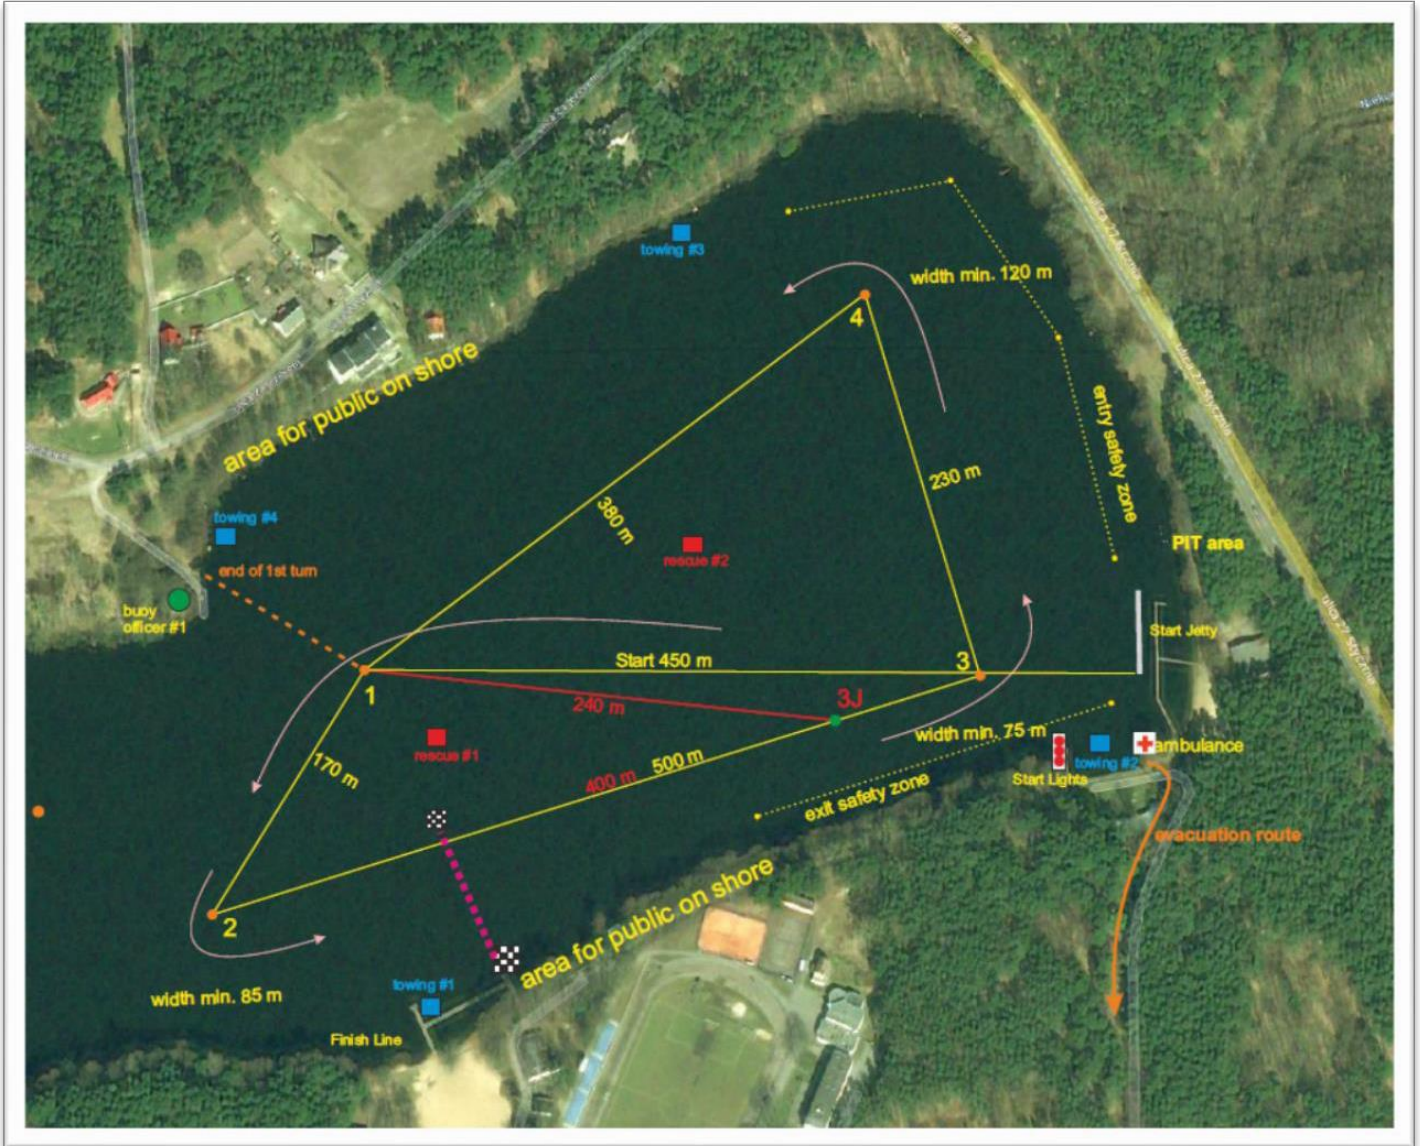 towing #3
width min. 120 m
4
area for public on shore
entry safety zone
230 m
380 m
towing #4
PIT area
rescue #2
end of 1st turn
buoy
officer #1
Start Jetty
Start 450 m
3
1
3J
240 m
width min. 75 m
ambulance
rescue #1
170 m
500 m
400 m
towing #2
Start Lights
exit safety zone
evacuation route
2
area for public on shore
towing #1
width min. 85 m
Finish Line